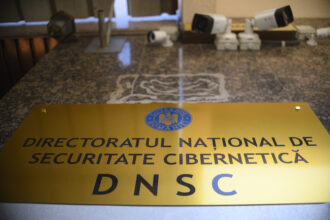 DIRECTORATUL NAȚIONAL DE
SECURITATE CIBERNETICĂ
DNSC